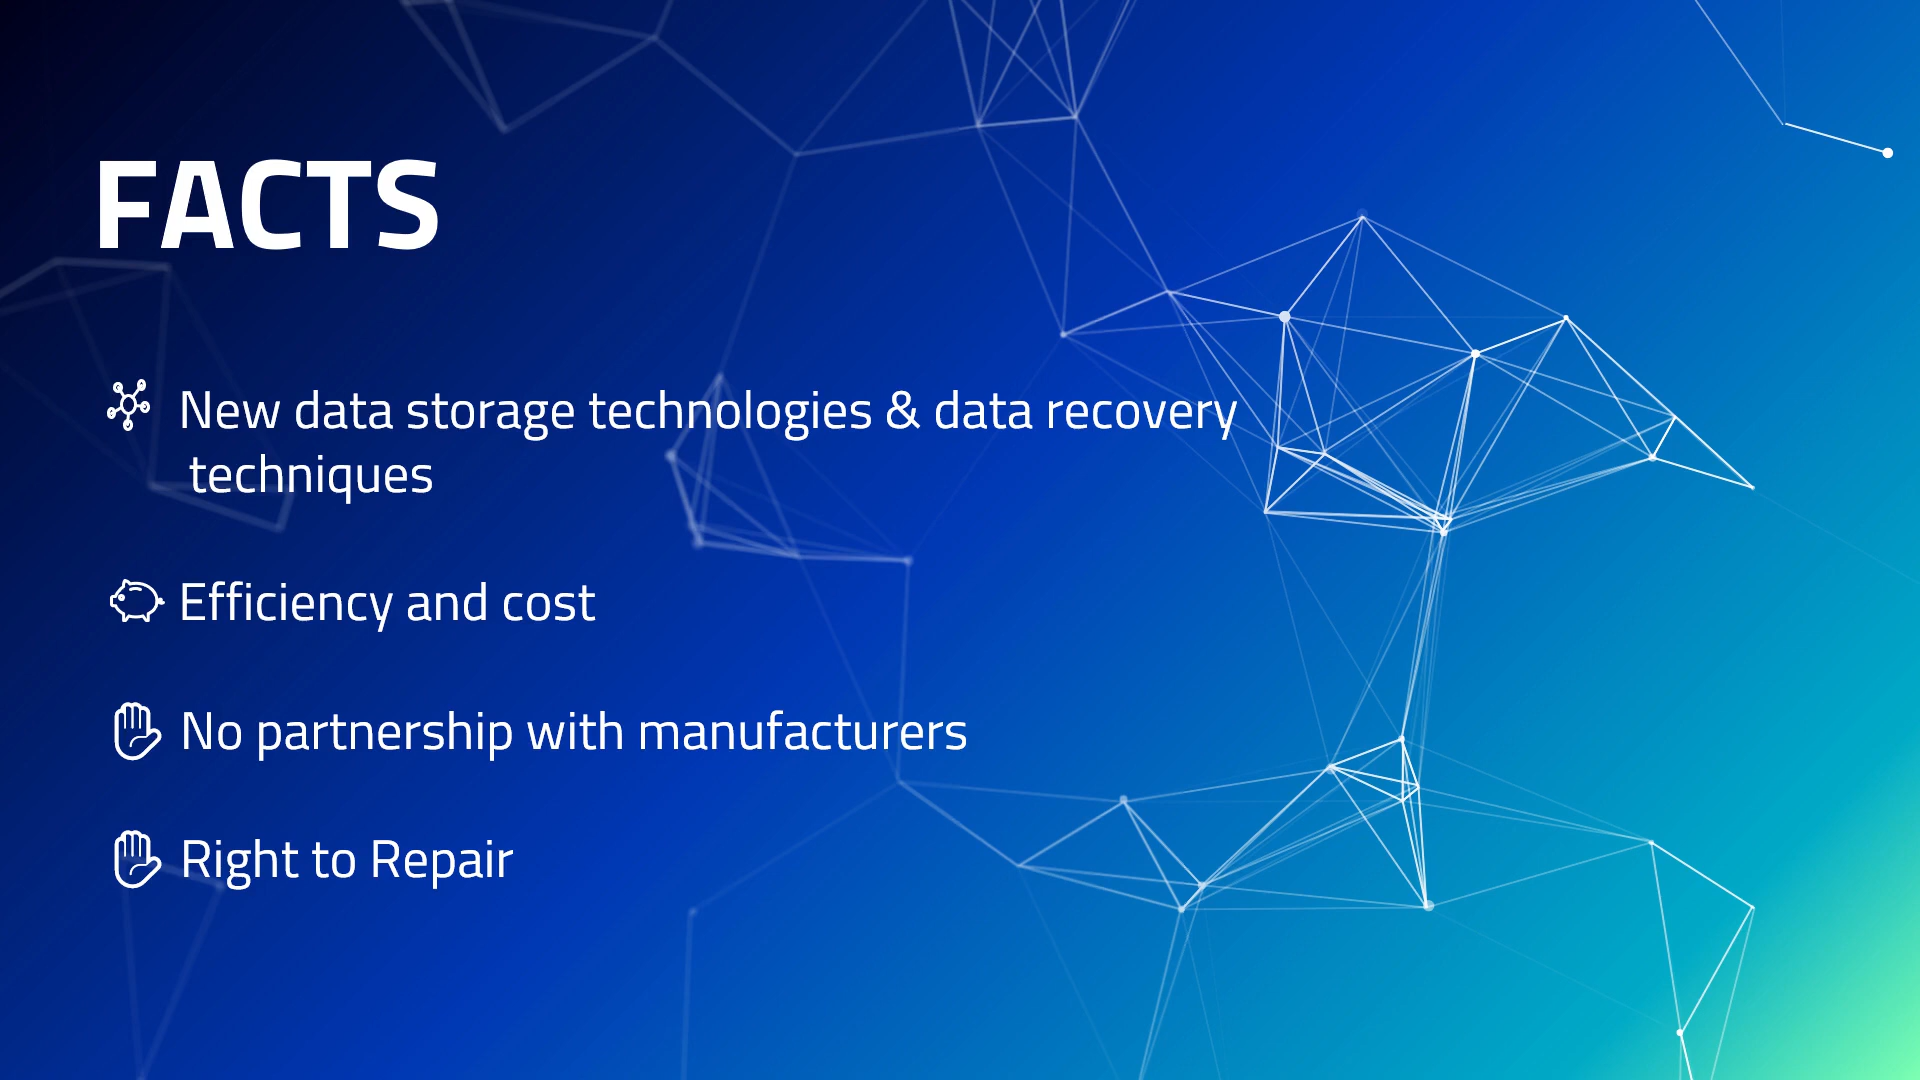 FACTS
New data storage technologies & data recovery
techniques
Efficiency and cost
No partnership with manufacturers
Right to Repair